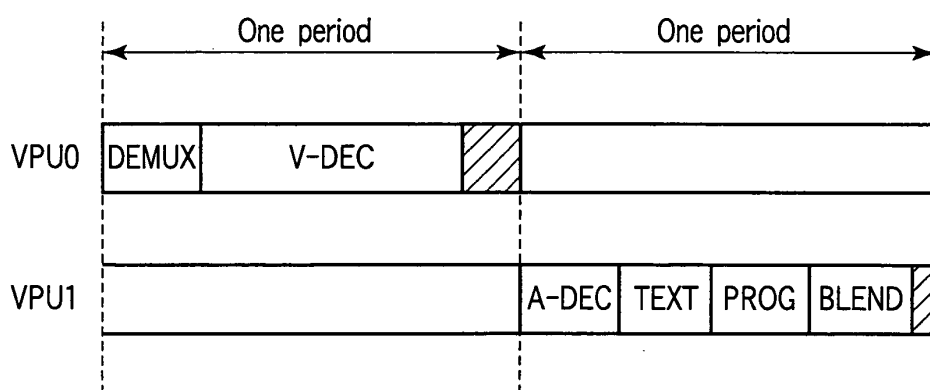 One period One period
VPU0 DEMUX V-DEC
VPU1 A-DEC TEXT PROG BLEND